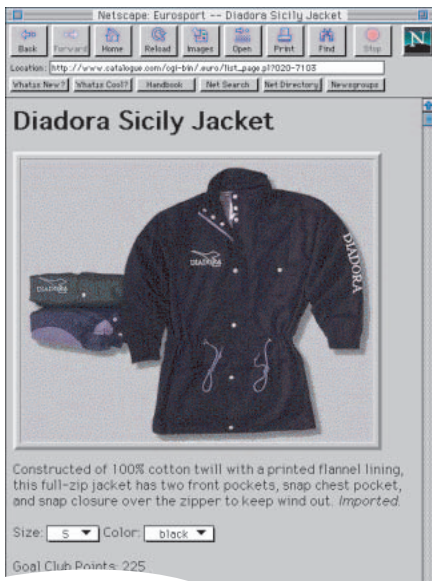 Netscape: Eurosport -- Diadora Sicily Jacket
Back Forward Home Reload Images Open Print Find Stop N
Location: http://www.catalogue.com/cgi-bin/.euro/list_page.pl?020-7103
What's New? What's Cool? Handbook Net Search Net Directory Newsgroups
Diadora Sicily Jacket
DIADORA
DIADORA
DIADORA
Constructed of 100% cotton twill with a printed flannel lining,
this full-zip jacket has two front pockets, snap chest pocket,
and snap closure over the zipper to keep wind out. Imported.
Size: S Color: black
Goal Club Points: 225